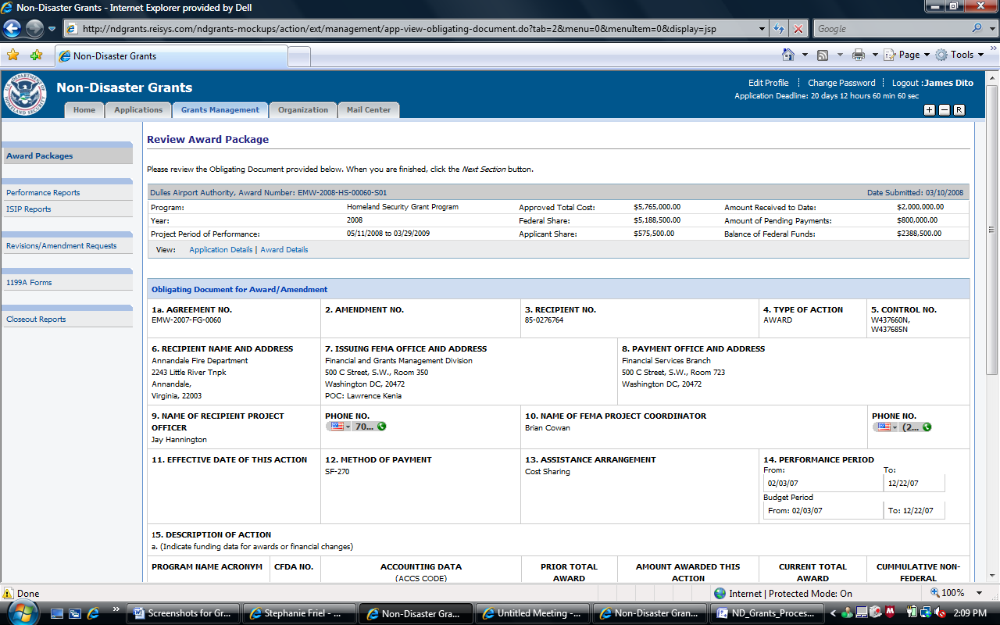 Non-Disaster Grants - Internet Explorer provided by Dell
http://ndgrants.reisys.com/ndgrants-mockups/action/ext/management/app-view-obligating-document.do?tab=2&menu=0&menuItem=0&display=jsp
Google
Non-Disaster Grants
Page Tools
Non-Disaster Grants
Edit Profile Change Password Logout :James Dito
Application Deadline: 20 days 12 hours 60 min 60 sec
Home Applications Grants Management Organization Mail Center
+ − R
Award Packages
Performance Reports
ISIP Reports
Revisions/Amendment Requests
1199A Forms
Closeout Reports
Review Award Package
Please review the Obligating Document provided below. When you are finished, click the Next Section button.
Dulles Airport Authority, Award Number: EMW-2008-HS-00060-S01 Date Submitted: 03/10/2008
Program: Homeland Security Grant Program Approved Total Cost: $5,765,000.00 Amount Received to Date: $2,000,000.00
Year: 2008 Federal Share: $5,188,500.00 Amount of Pending Payments: $800,000.00
Project Period of Performance: 05/11/2008 to 03/29/2009 Applicant Share: $575,500.00 Balance of Federal Funds: $2388,500.00
View: Application Details | Award Details
Obligating Document for Award/Amendment
1a. AGREEMENT NO.
EMW-2007-FG-0060
2. AMENDMENT NO.
3. RECIPIENT NO.
85-0276764
4. TYPE OF ACTION
AWARD
5. CONTROL NO.
W437660N,
W437685N
6. RECIPIENT NAME AND ADDRESS
Annandale Fire Department
2243 Little River Tnpk
Annandale,
Virginia, 22003
7. ISSUING FEMA OFFICE AND ADDRESS
Financial and Grants Management Division
500 C Street, S.W., Room 350
Washington DC, 20472
POC: Lawrence Kenia
8. PAYMENT OFFICE AND ADDRESS
Financial Services Branch
500 C Street, S.W., Room 723
Washington DC, 20472
9. NAME OF RECIPIENT PROJECT
OFFICER
Jay Hannington
PHONE NO.
70...
10. NAME OF FEMA PROJECT COORDINATOR
Brian Cowan
PHONE NO.
(2...
11. EFFECTIVE DATE OF THIS ACTION
12. METHOD OF PAYMENT
SF-270
13. ASSISTANCE ARRANGEMENT
Cost Sharing
14. PERFORMANCE PERIOD
From: To:
02/03/07 12/22/07
Budget Period
From: 02/03/07 To: 12/22/07
15. DESCRIPTION OF ACTION
a. (Indicate funding data for awards or financial changes)
PROGRAM NAME ACRONYM CFDA NO. ACCOUNTING DATA PRIOR TOTAL AMOUNT AWARDED THIS CURRENT TOTAL CUMMULATIVE NON-
(ACCS CODE) AWARD ACTION AWARD FEDERAL
Done Internet | Protected Mode: On 100%
Screenshots for Gr... Stephanie Friel - ... Non-Disaster Gra... Untitled Meeting -... Non-Disaster Gran... ND_Grants_Proces... 2:09 PM